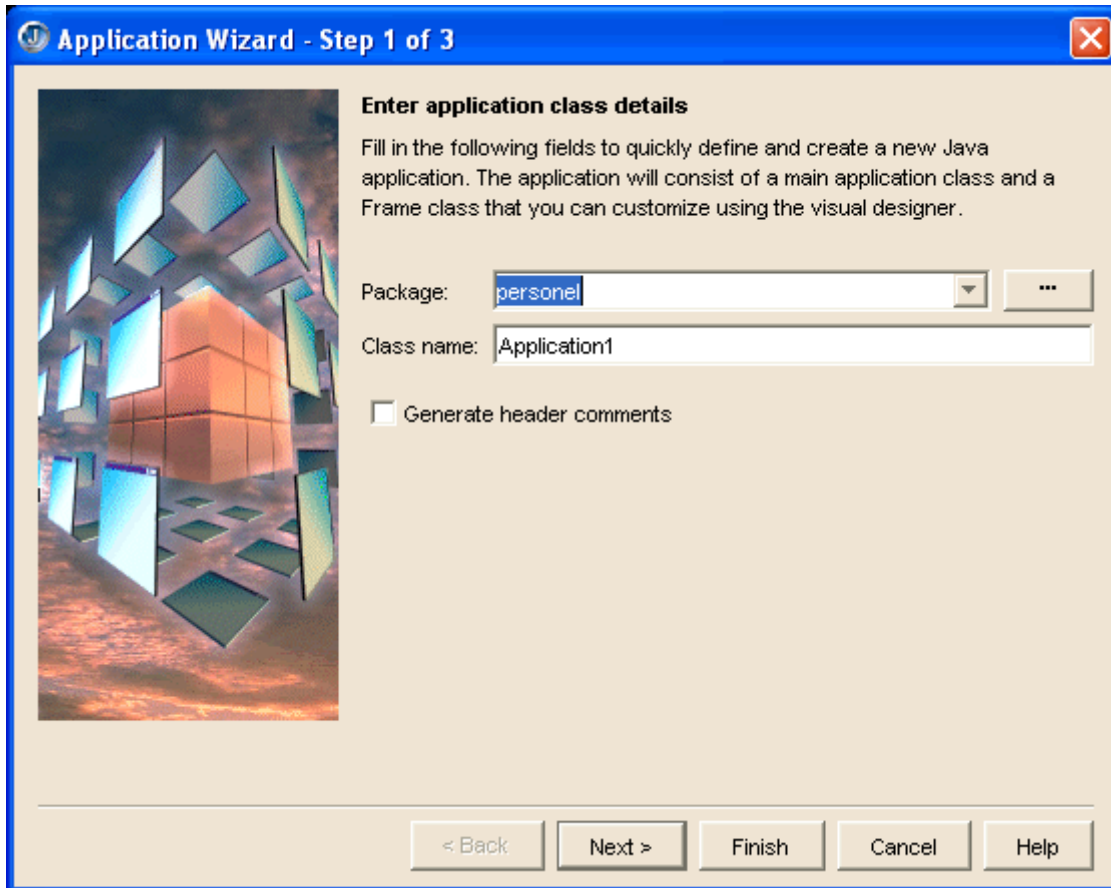 Application Wizard - Step 1 of 3
Enter application class details
Fill in the following fields to quickly define and create a new Java
application. The application will consist of a main application class and a
Frame class that you can customize using the visual designer.
Package: personel ...
Class name: Application1
Generate header comments
< Back Next > Finish Cancel Help